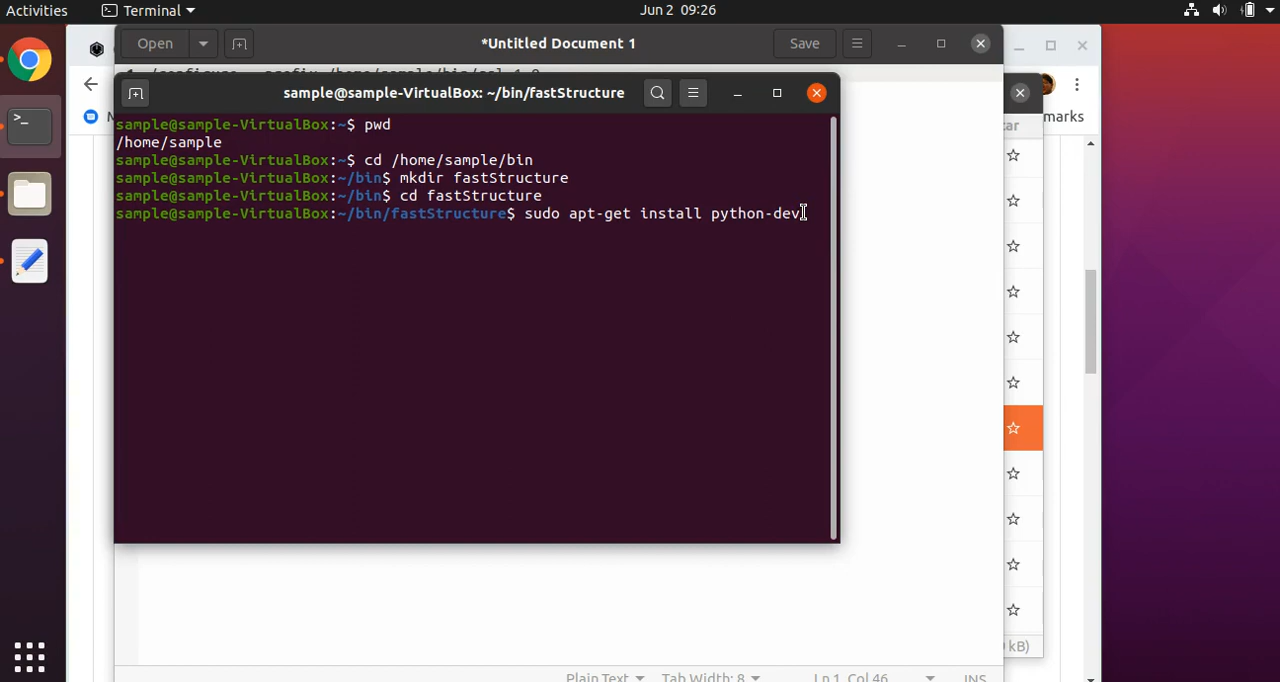 Activities
Terminal
Jun 2 09:26
Open
*Untitled Document 1
Save
sample@sample-VirtualBox: ~/bin/fastStructure
sample@sample-VirtualBox:~$ pwd
/home/sample
sample@sample-VirtualBox:~$ cd /home/sample/bin
sample@sample-VirtualBox:~/bin$ mkdir fastStructure
sample@sample-VirtualBox:~/bin$ cd fastStructure
sample@sample-VirtualBox:~/bin/fastStructure$ sudo apt-get install python-dev
marks
kB)
Plain Text
Tab Width: 8
Ln 1, Col 46
INS